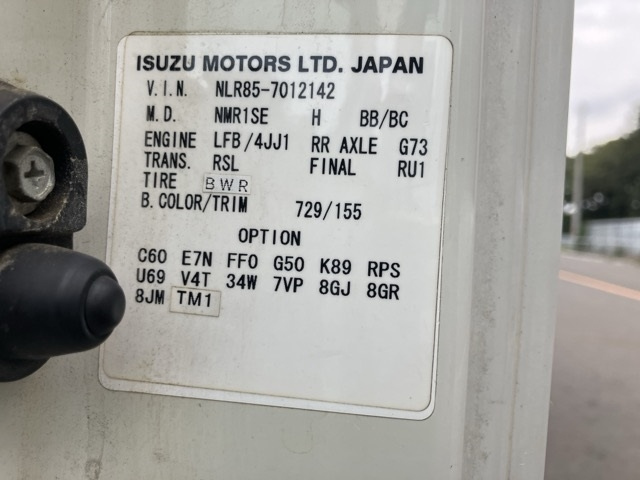 ISUZU MOTORS LTD. JAPAN
V.I.N. NLR85-7012142
M.D. NMR1SE H BB/BC
ENGINE LFB/4JJ1 RR AXLE G73
TRANS. RSL FINAL RU1
TIRE BWR
B.COLOR/TRIM 729/155
OPTION
C60 E7N FF0 G50 K89 RPS
U69 V4T 34W 7VP 8GJ 8GR
8JM TM1